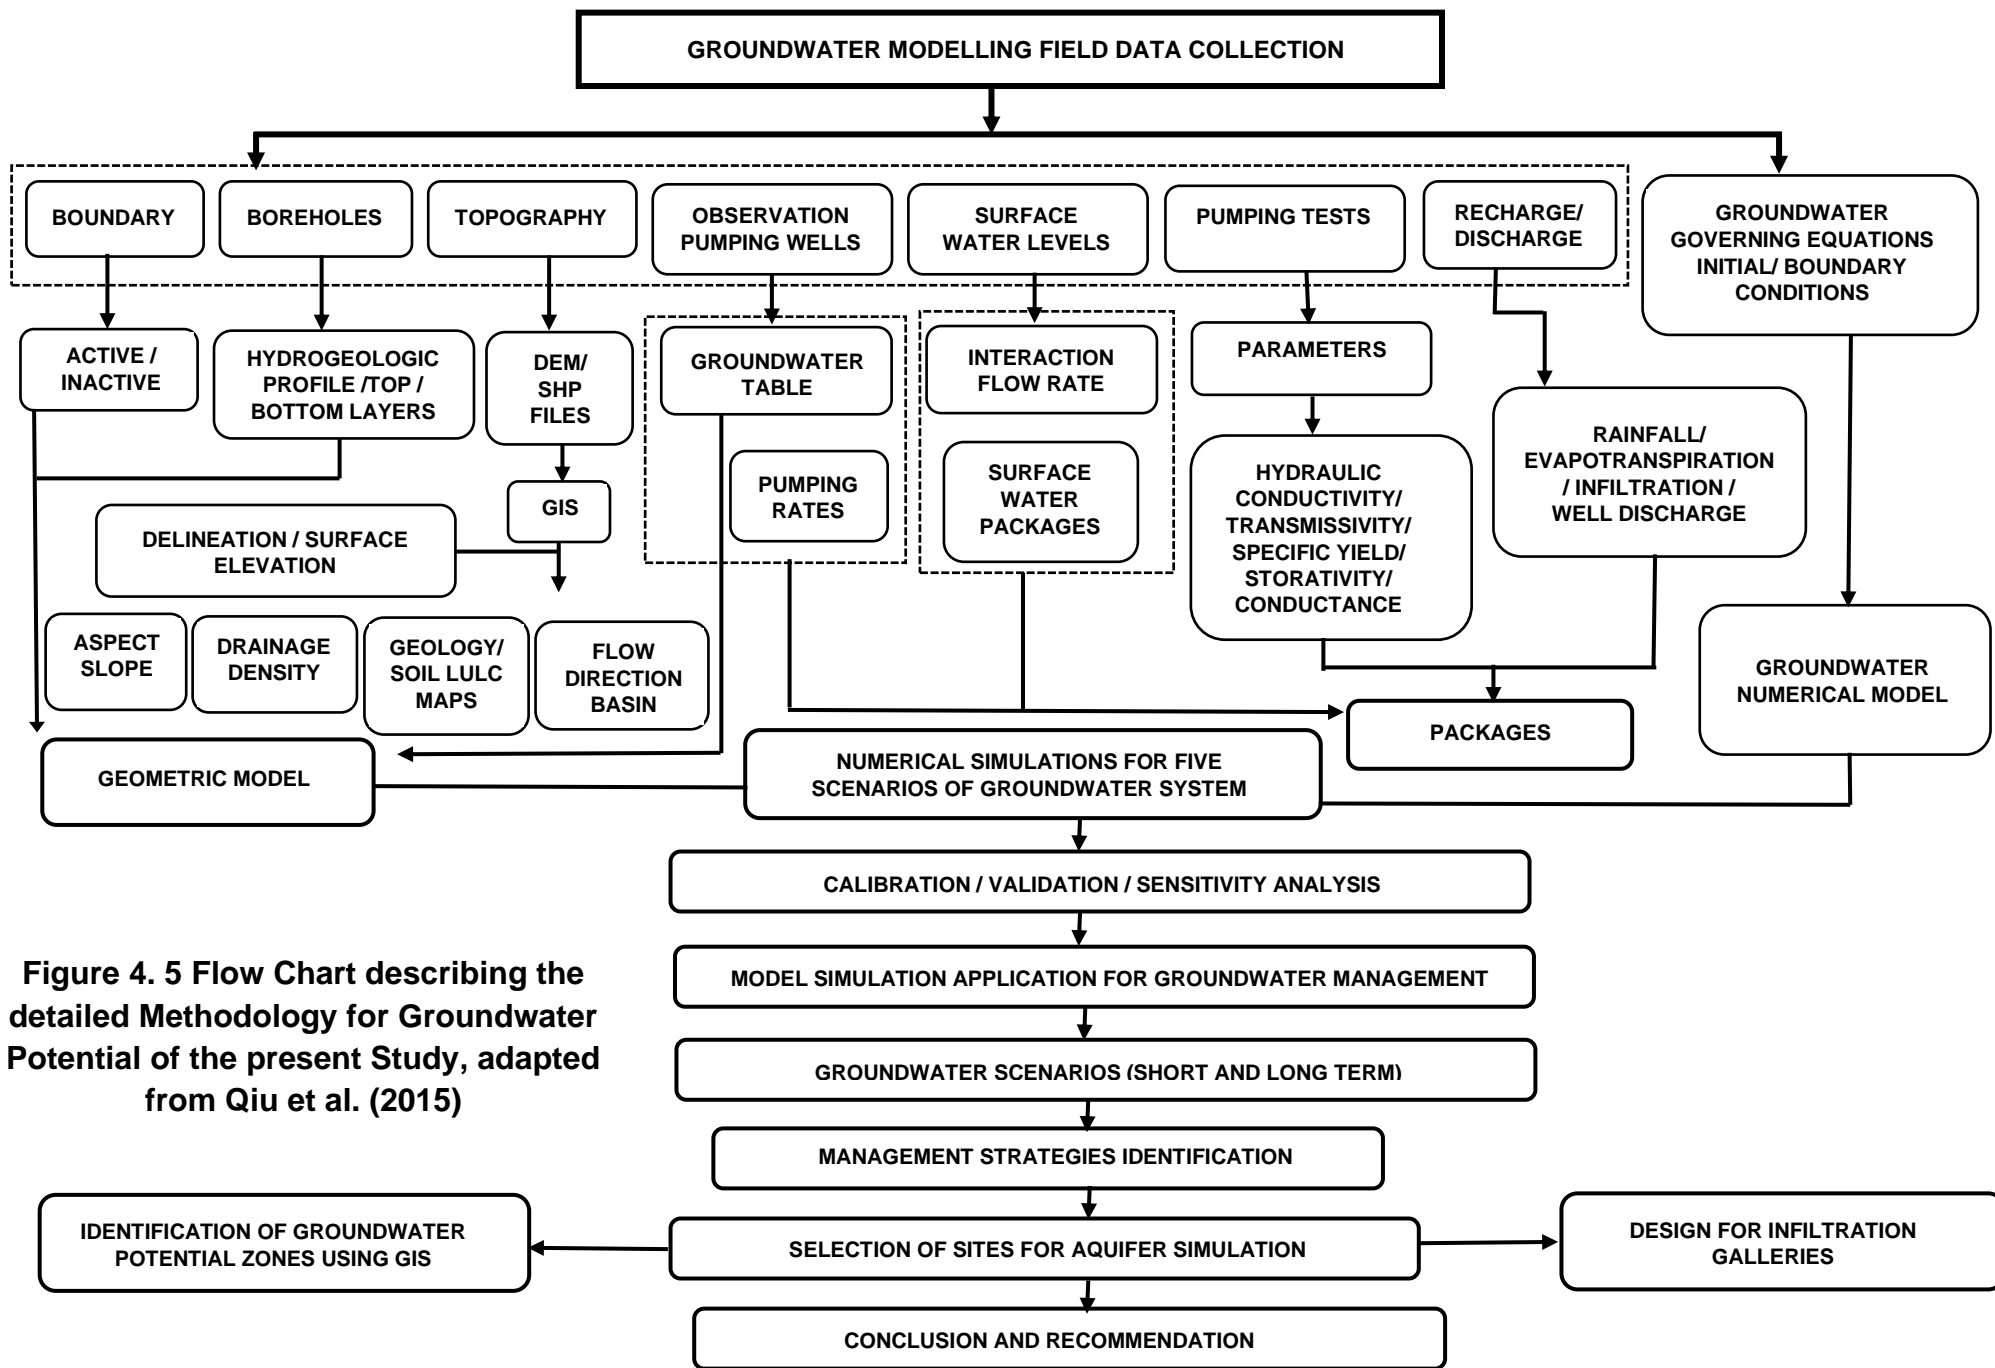 GROUNDWATER MODELLING FIELD DATA COLLECTION
BOUNDARY
BOREHOLES
TOPOGRAPHY
OBSERVATION
PUMPING WELLS
SURFACE
WATER LEVELS
PUMPING TESTS
RECHARGE/
DISCHARGE
GROUNDWATER
GOVERNING EQUATIONS
INITIAL/ BOUNDARY
CONDITIONS
ACTIVE /
INACTIVE
HYDROGEOLOGIC
PROFILE /TOP /
BOTTOM LAYERS
DEM/
SHP
FILES
GROUNDWATER
TABLE
INTERACTION
FLOW RATE
PARAMETERS
RAINFALL/
EVAPOTRANSPIRATION
/ INFILTRATION /
WELL DISCHARGE
PUMPING
RATES
SURFACE
WATER
PACKAGES
HYDRAULIC
CONDUCTIVITY/
TRANSMISSIVITY/
SPECIFIC YIELD/
STORATIVITY/
CONDUCTANCE
GIS
DELINEATION / SURFACE
ELEVATION
ASPECT
SLOPE
DRAINAGE
DENSITY
GEOLOGY/
SOIL LULC
MAPS
FLOW
DIRECTION
BASIN
GROUNDWATER
NUMERICAL MODEL
PACKAGES
GEOMETRIC MODEL
NUMERICAL SIMULATIONS FOR FIVE
SCENARIOS OF GROUNDWATER SYSTEM
CALIBRATION / VALIDATION / SENSITIVITY ANALYSIS
MODEL SIMULATION APPLICATION FOR GROUNDWATER MANAGEMENT
Figure 4. 5 Flow Chart describing the
detailed Methodology for Groundwater
Potential of the present Study, adapted
from Qiu et al. (2015)
GROUNDWATER SCENARIOS (SHORT AND LONG TERM)
MANAGEMENT STRATEGIES IDENTIFICATION
IDENTIFICATION OF GROUNDWATER
POTENTIAL ZONES USING GIS
SELECTION OF SITES FOR AQUIFER SIMULATION
DESIGN FOR INFILTRATION
GALLERIES
CONCLUSION AND RECOMMENDATION